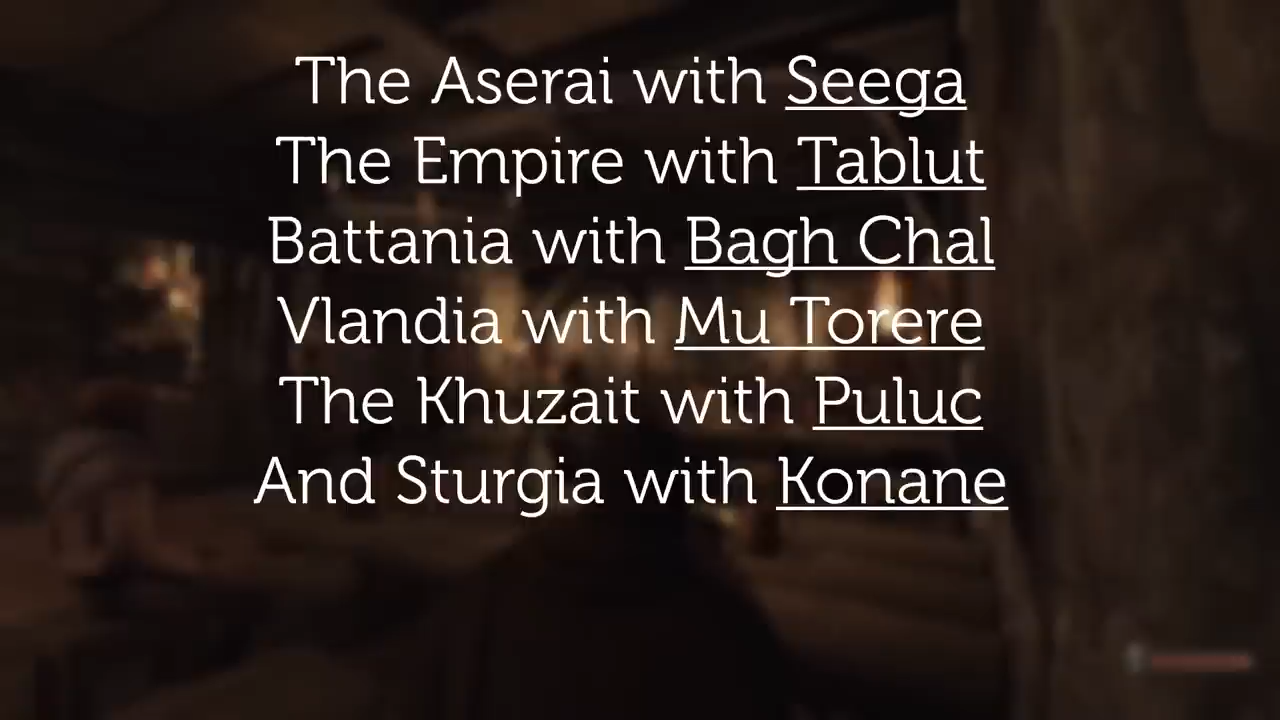 The Aserai with Seega
The Empire with Tablut
Battania with Bagh Chal
Vlandia with Mu Torere
The Khuzait with Puluc
And Sturgia with Konane